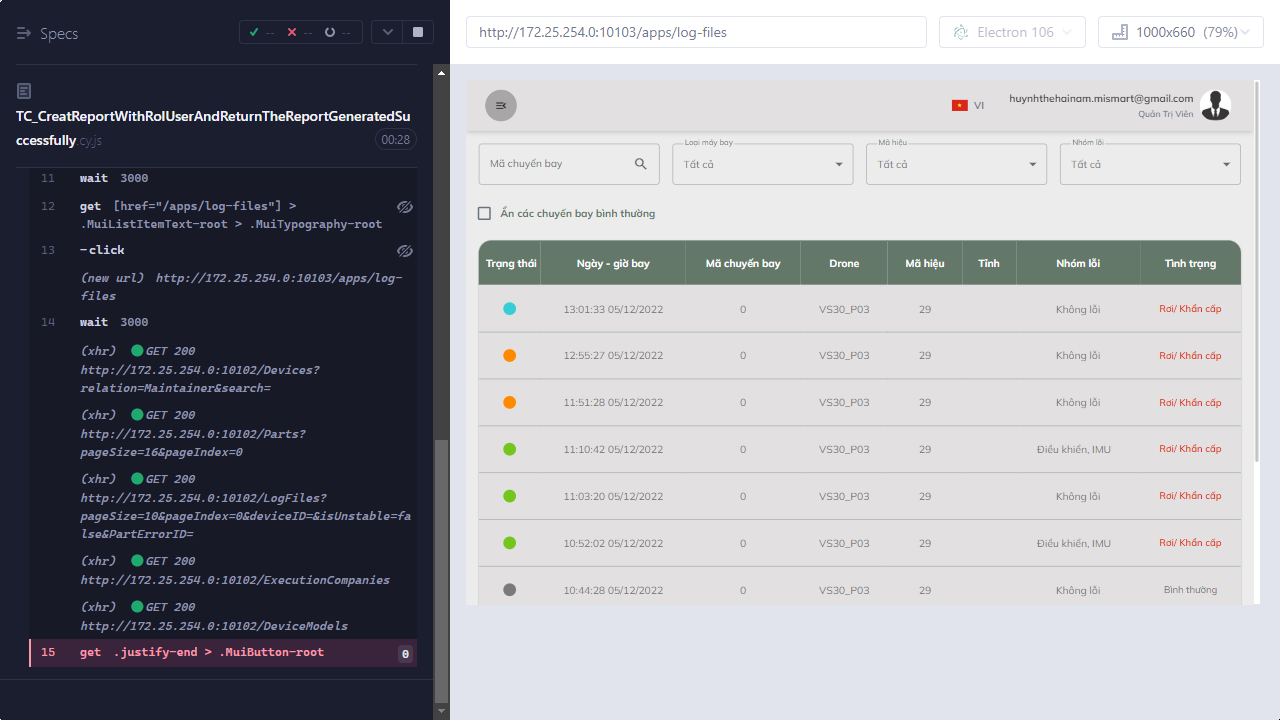 Specs
-- -- --
http://172.25.254.0:10103/apps/log-files
Electron 106
1000x660 (79%)
TC_CreatReportWithRolUserAndReturnTheReportGeneratedSu
ccessfully.cy.js
00:28
11 wait 3000
12 get [href="/apps/log-files"] >
.MuiListItemText-root > .MuiTypography-root
13 -click
(new url) http://172.25.254.0:10103/apps/log-
files
14 wait 3000
(xhr) GET 200
http://172.25.254.0:10102/Devices?
relation=Maintainer&search=
(xhr) GET 200
http://172.25.254.0:10102/Parts?
pageSize=16&pageIndex=0
(xhr) GET 200
http://172.25.254.0:10102/LogFiles?
pageSize=10&pageIndex=0&deviceID=&isUnstable=fa
lse&PartErrorID=
(xhr) GET 200
http://172.25.254.0:10102/ExecutionCompanies
(xhr) GET 200
http://172.25.254.0:10102/DeviceModels
15 get .justify-end > .MuiButton-root 0
VI
huynhthehainam.mismart@gmail.com
Quản Trị Viên
Loại máy bay Mã hiệu Nhóm lỗi
Mã chuyến bay Tất cả Tất cả Tất cả
Ẩn các chuyến bay bình thường
Trạng thái Ngày - giờ bay Mã chuyến bay Drone Mã hiệu Tỉnh Nhóm lỗi Tình trạng
13:01:33 05/12/2022 0 VS30_P03 29 Không lỗi Rơi/ Khẩn cấp
12:55:27 05/12/2022 0 VS30_P03 29 Không lỗi Rơi/ Khẩn cấp
11:51:28 05/12/2022 0 VS30_P03 29 Không lỗi Rơi/ Khẩn cấp
11:10:42 05/12/2022 0 VS30_P03 29 Điều khiển, IMU Rơi/ Khẩn cấp
11:03:20 05/12/2022 0 VS30_P03 29 Không lỗi Rơi/ Khẩn cấp
10:52:02 05/12/2022 0 VS30_P03 29 Điều khiển, IMU Rơi/ Khẩn cấp
10:44:28 05/12/2022 0 VS30_P03 29 Không lỗi Bình thường